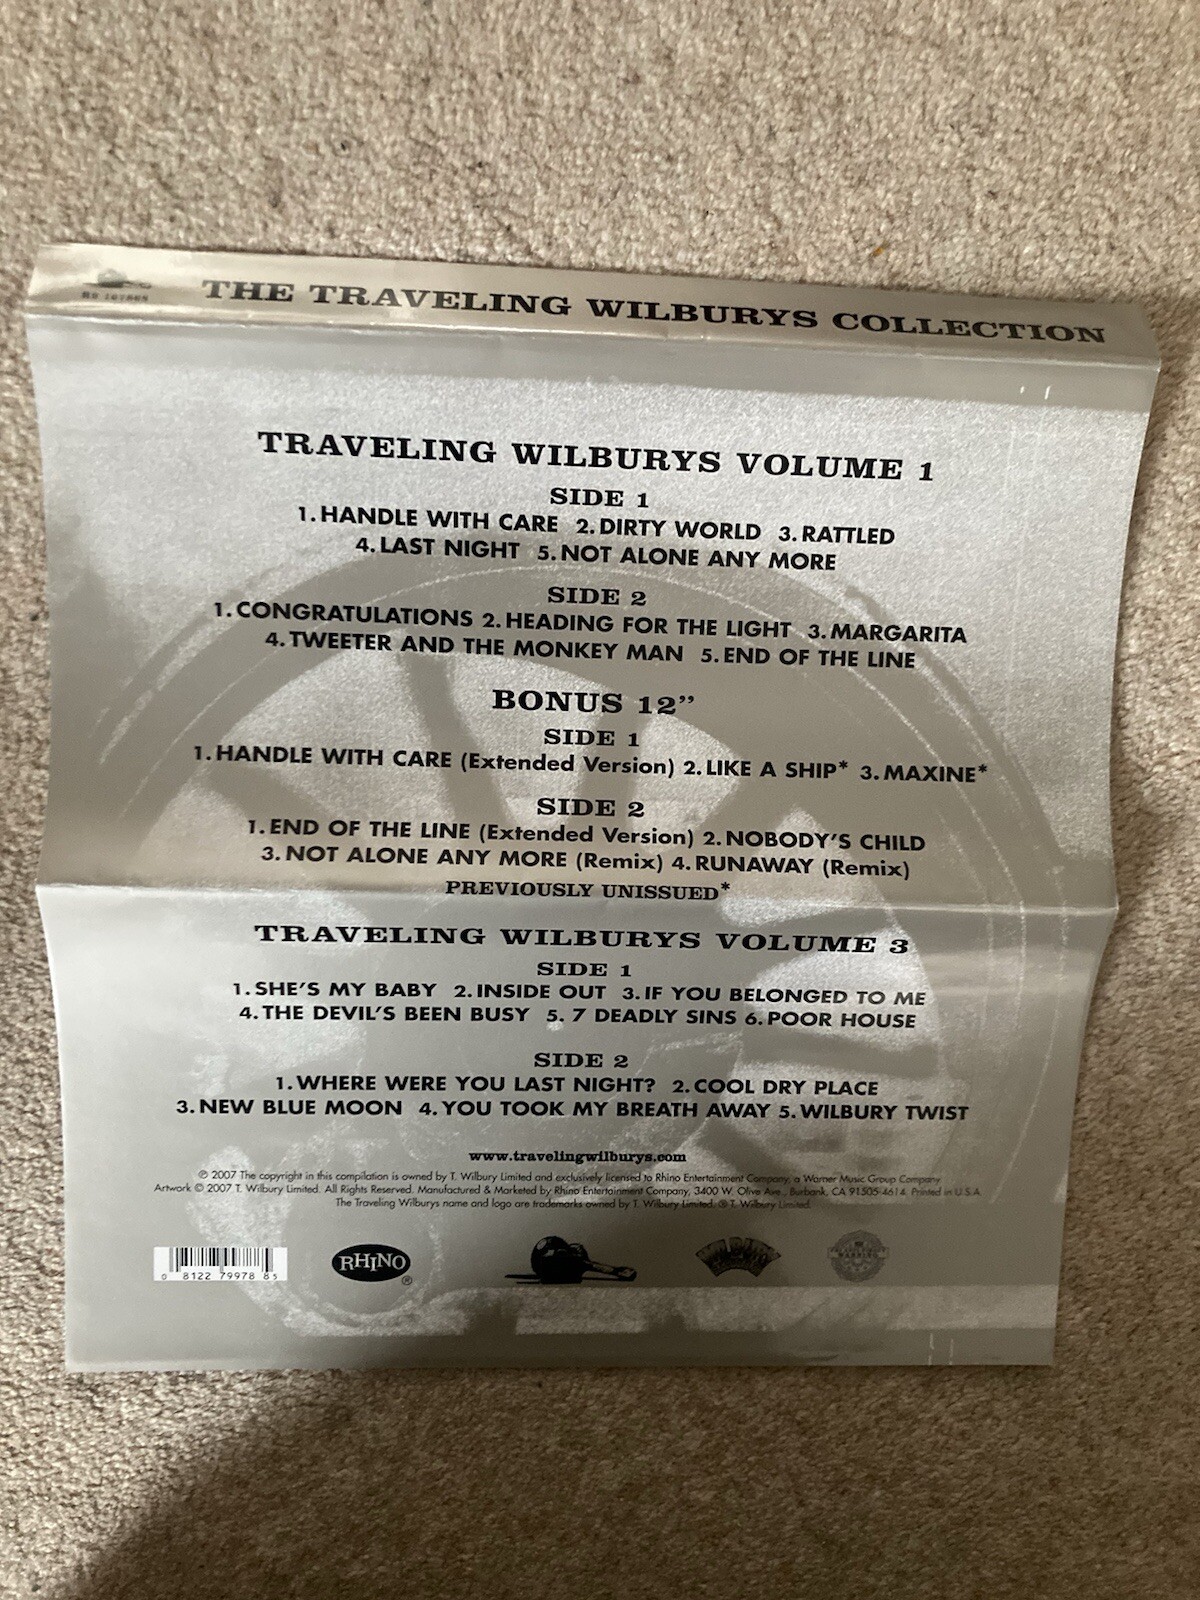 THE TRAVELING WILBURYS COLLECTION
TRAVELING WILBURYS VOLUME 1
SIDE 1
1. HANDLE WITH CARE 2. DIRTY WORLD 3. RATTLED
4. LAST NIGHT 5. NOT ALONE ANY MORE
SIDE 2
1. CONGRATULATIONS 2. HEADING FOR THE LIGHT 3. MARGARITA
4. TWEETER AND THE MONKEY MAN 5. END OF THE LINE
BONUS 12”
SIDE 1
1. HANDLE WITH CARE (Extended Version) 2. LIKE A SHIP* 3. MAXINE*
SIDE 2
1. END OF THE LINE (Extended Version) 2. NOBODY'S CHILD
3. NOT ALONE ANY MORE (Remix) 4. RUNAWAY (Remix)
PREVIOUSLY UNISSUED*
TRAVELING WILBURYS VOLUME 3
SIDE 1
1. SHE'S MY BABY 2. INSIDE OUT 3. IF YOU BELONGED TO ME
4. THE DEVIL'S BEEN BUSY 5. 7 DEADLY SINS 6. POOR HOUSE
SIDE 2
1. WHERE WERE YOU LAST NIGHT? 2. COOL DRY PLACE
3. NEW BLUE MOON 4. YOU TOOK MY BREATH AWAY 5. WILBURY TWIST
www.travelingwilburys.com
℗ 2007 The copyright in this compilation is owned by T. Wilbury Limited and exclusively licensed to Rhino Entertainment Company, a Warner Music Group Company
Artwork © 2007 T. Wilbury Limited. All Rights Reserved. Manufactured & Marketed by Rhino Entertainment Company, 3400 W. Olive Ave., Burbank, CA 91505-4614. Printed in U.S.A.
The Traveling Wilburys name and logo are trademarks owned by T. Wilbury Limited. ® T. Wilbury Limited.
0 8122 79978 85
RHINO ®
WILBURY